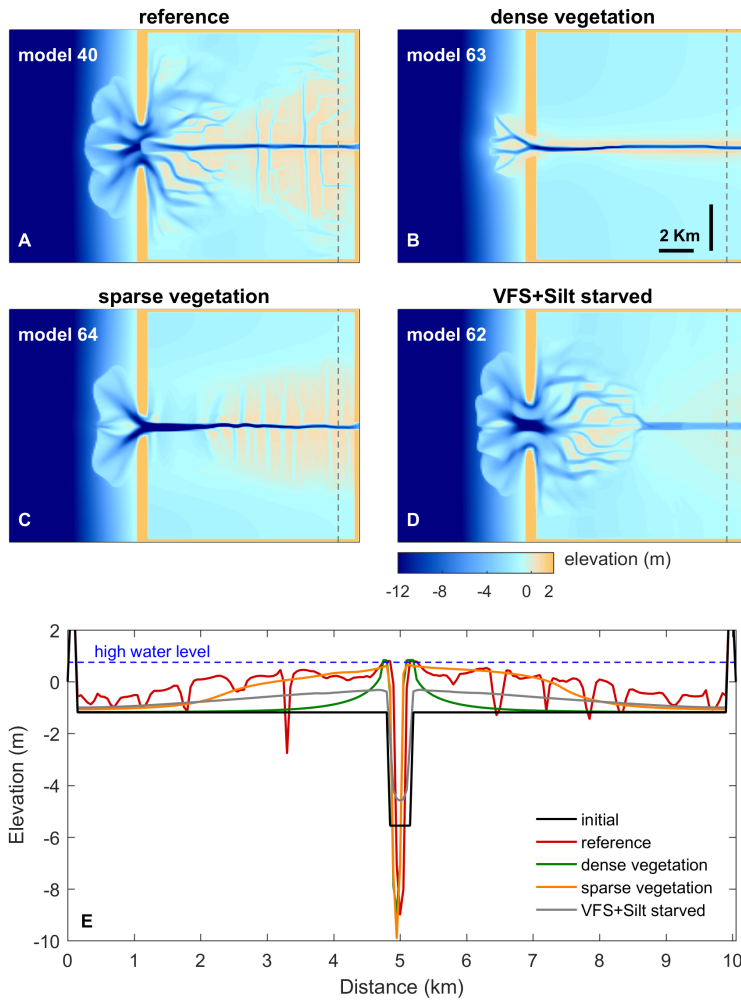 reference
dense vegetation
model 40
model 63
A
B
2 Km
sparse vegetation
VFS+Silt starved
model 64
model 62
C
D
elevation (m)
-12 -8 -4 0 2
2
high water level
0
-2
-4
-6
-8
-10
Elevation (m)
initial
reference
dense vegetation
sparse vegetation
VFS+Silt starved
E
0 1 2 3 4 5 6 7 8 9 10
Distance (km)